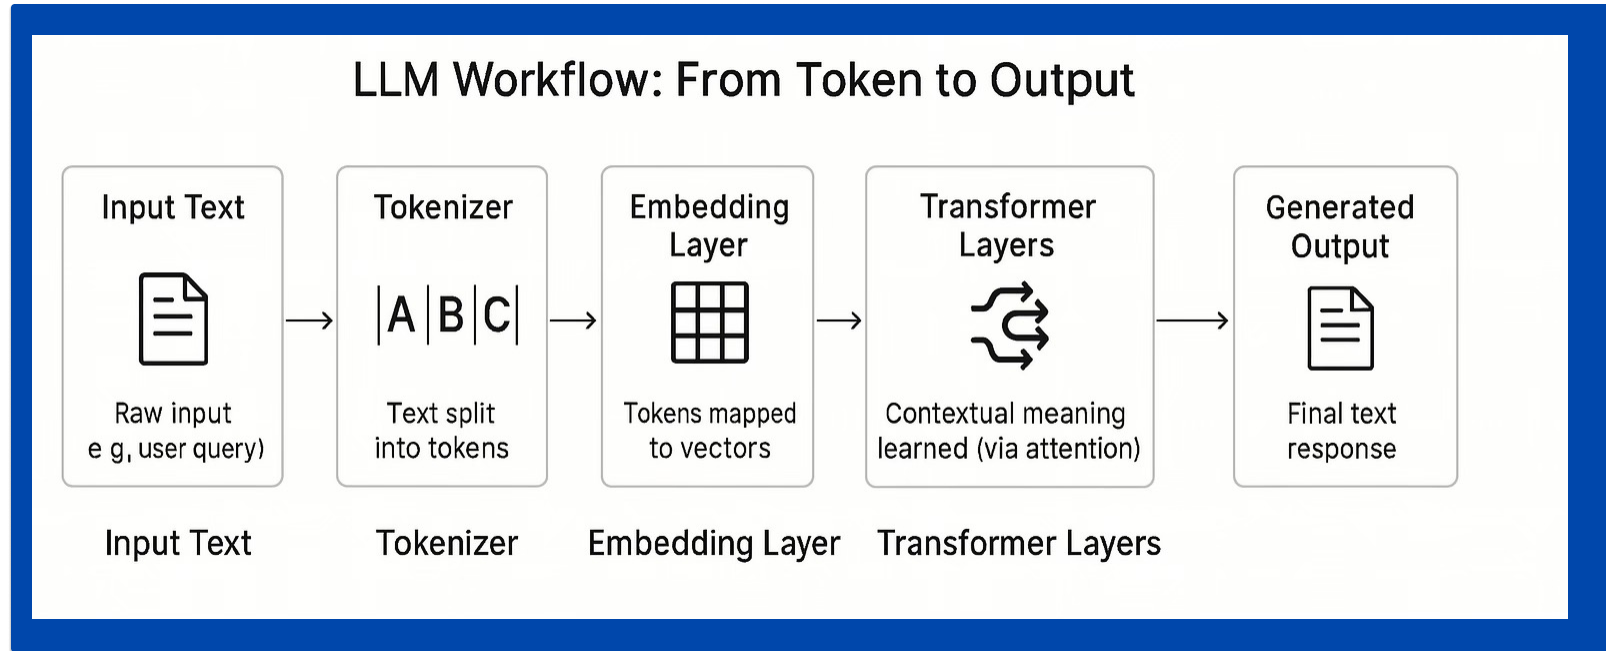 LLM Workflow: From Token to Output
Input Text
Raw input
e g, user query)
Tokenizer
|A|B|C|
Text split
into tokens
Embedding
Layer
Tokens mapped
to vectors
Transformer
Layers
Contextual meaning
learned (via attention)
Generated
Output
Final text
response
Input Text
Tokenizer
Embedding Layer
Transformer Layers